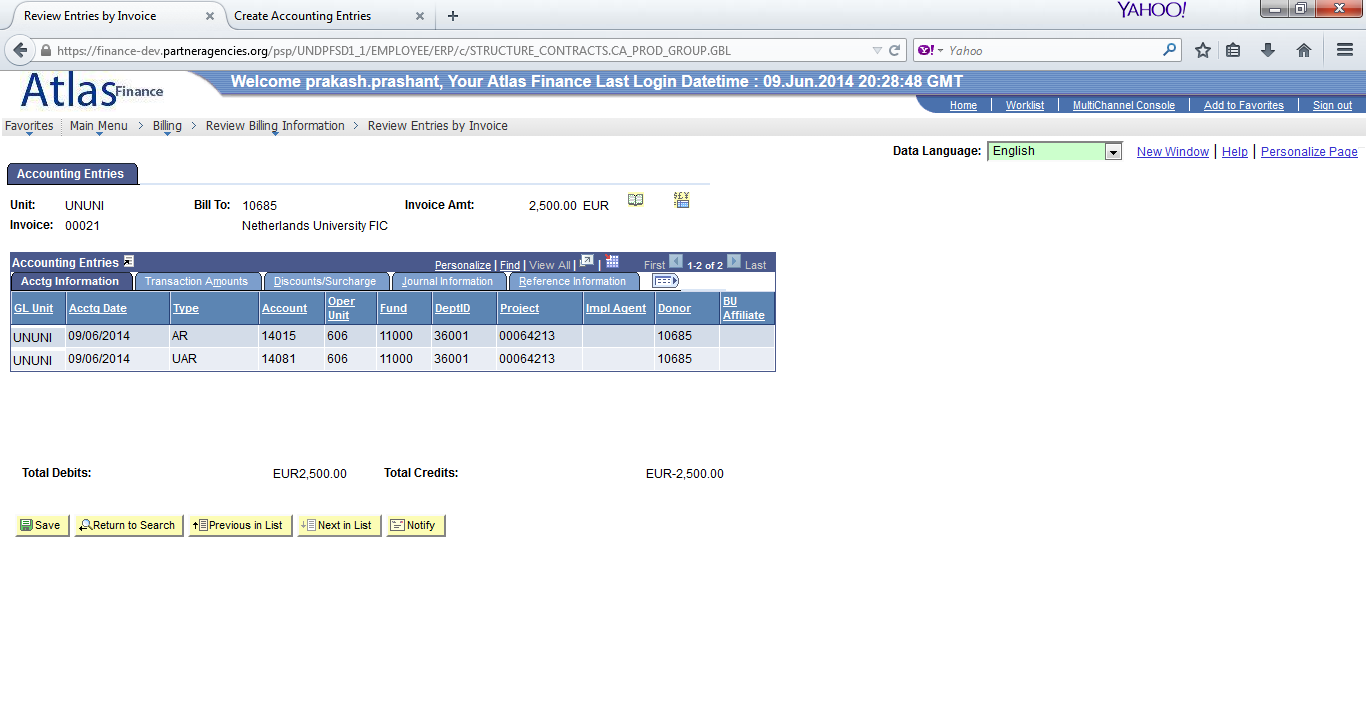 Review Entries by Invoice
Create Accounting Entries
YAHOO!
https://finance-dev.partneragencies.org/psp/UNDPFSD1_1/EMPLOYEE/ERP/c/STRUCTURE_CONTRACTS.CA_PROD_GROUP.GBL
Yahoo
Atlas Finance
Welcome prakash.prashant, Your Atlas Finance Last Login Datetime : 09.Jun.2014 20:28:48 GMT
Home | Worklist | MultiChannel Console | Add to Favorites | Sign out
Favorites Main Menu > Billing > Review Billing Information > Review Entries by Invoice
Data Language: English New Window | Help | Personalize Page
Accounting Entries
Unit: UNUNI Bill To: 10685 Invoice Amt: 2,500.00 EUR
Invoice: 00021 Netherlands University FIC
Accounting Entries Personalize | Find | View All | | First 1-2 of 2 Last
Acctg Information Transaction Amounts Discounts/Surcharge Journal Information Reference Information
GL Unit Acctg Date Type Account Oper Unit Fund DeptID Project Impl Agent Donor BU Affiliate
UNUNI 09/06/2014 AR 14015 606 11000 36001 00064213 10685
UNUNI 09/06/2014 UAR 14081 606 11000 36001 00064213 10685
Total Debits: EUR2,500.00 Total Credits: EUR-2,500.00
Save Return to Search Previous in List Next in List Notify